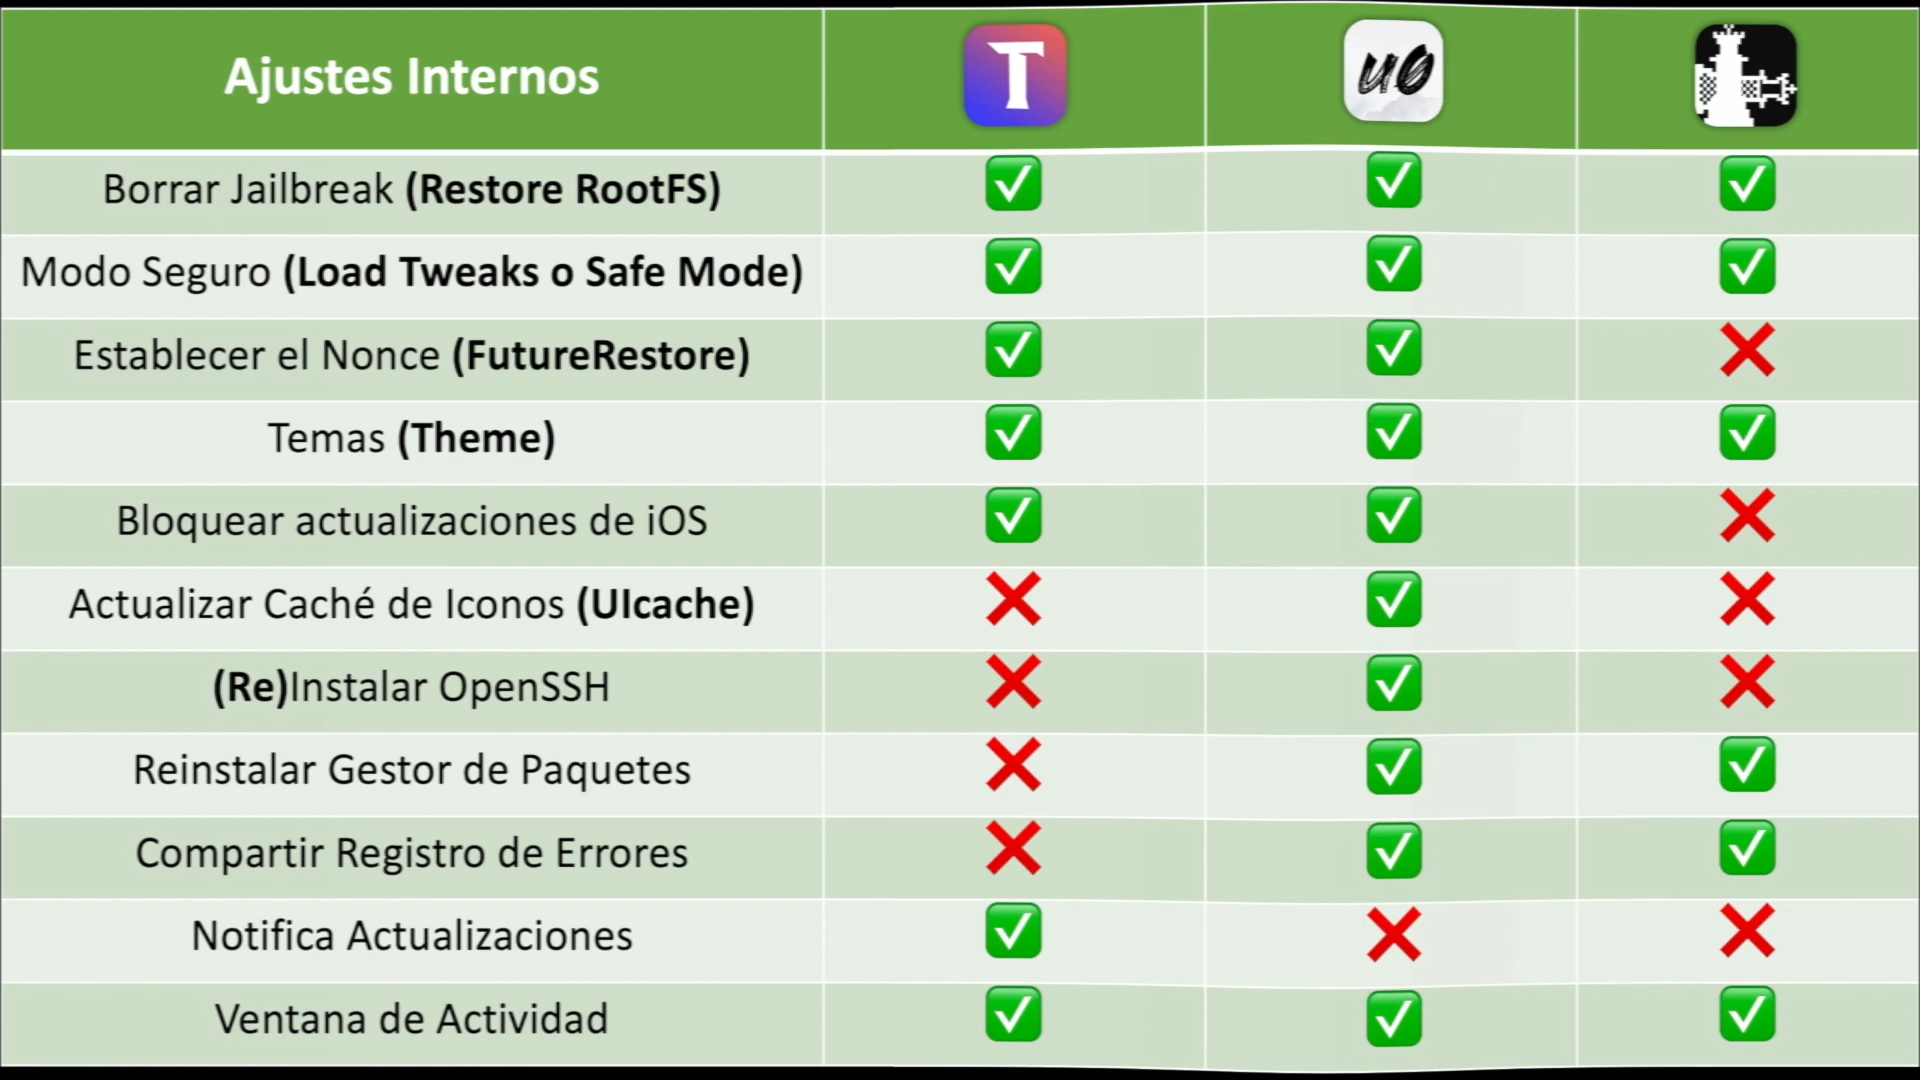 Ajustes Internos
T
u0
Borrar Jailbreak (Restore RootFS)
Modo Seguro (Load Tweaks o Safe Mode)
Establecer el Nonce (FutureRestore)
Temas (Theme)
Bloquear actualizaciones de iOS
Actualizar Caché de Iconos (UIcache)
(Re)Instalar OpenSSH
Reinstalar Gestor de Paquetes
Compartir Registro de Errores
Notifica Actualizaciones
Ventana de Actividad